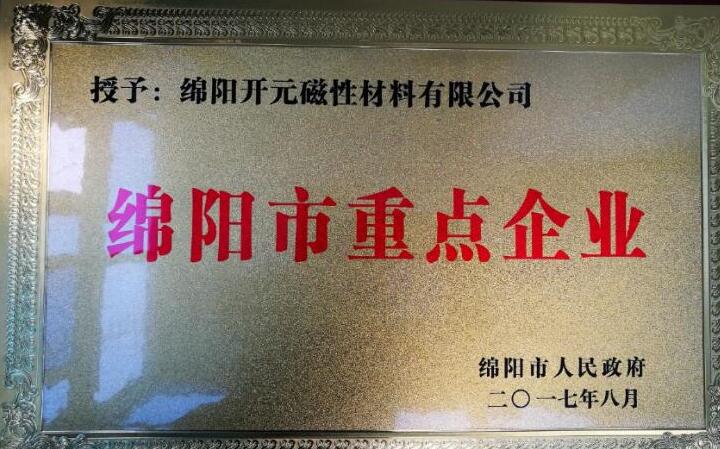 授予：绵阳开元磁性材料有限公司
绵阳市重点企业
绵阳市人民政府
二〇一七年八月